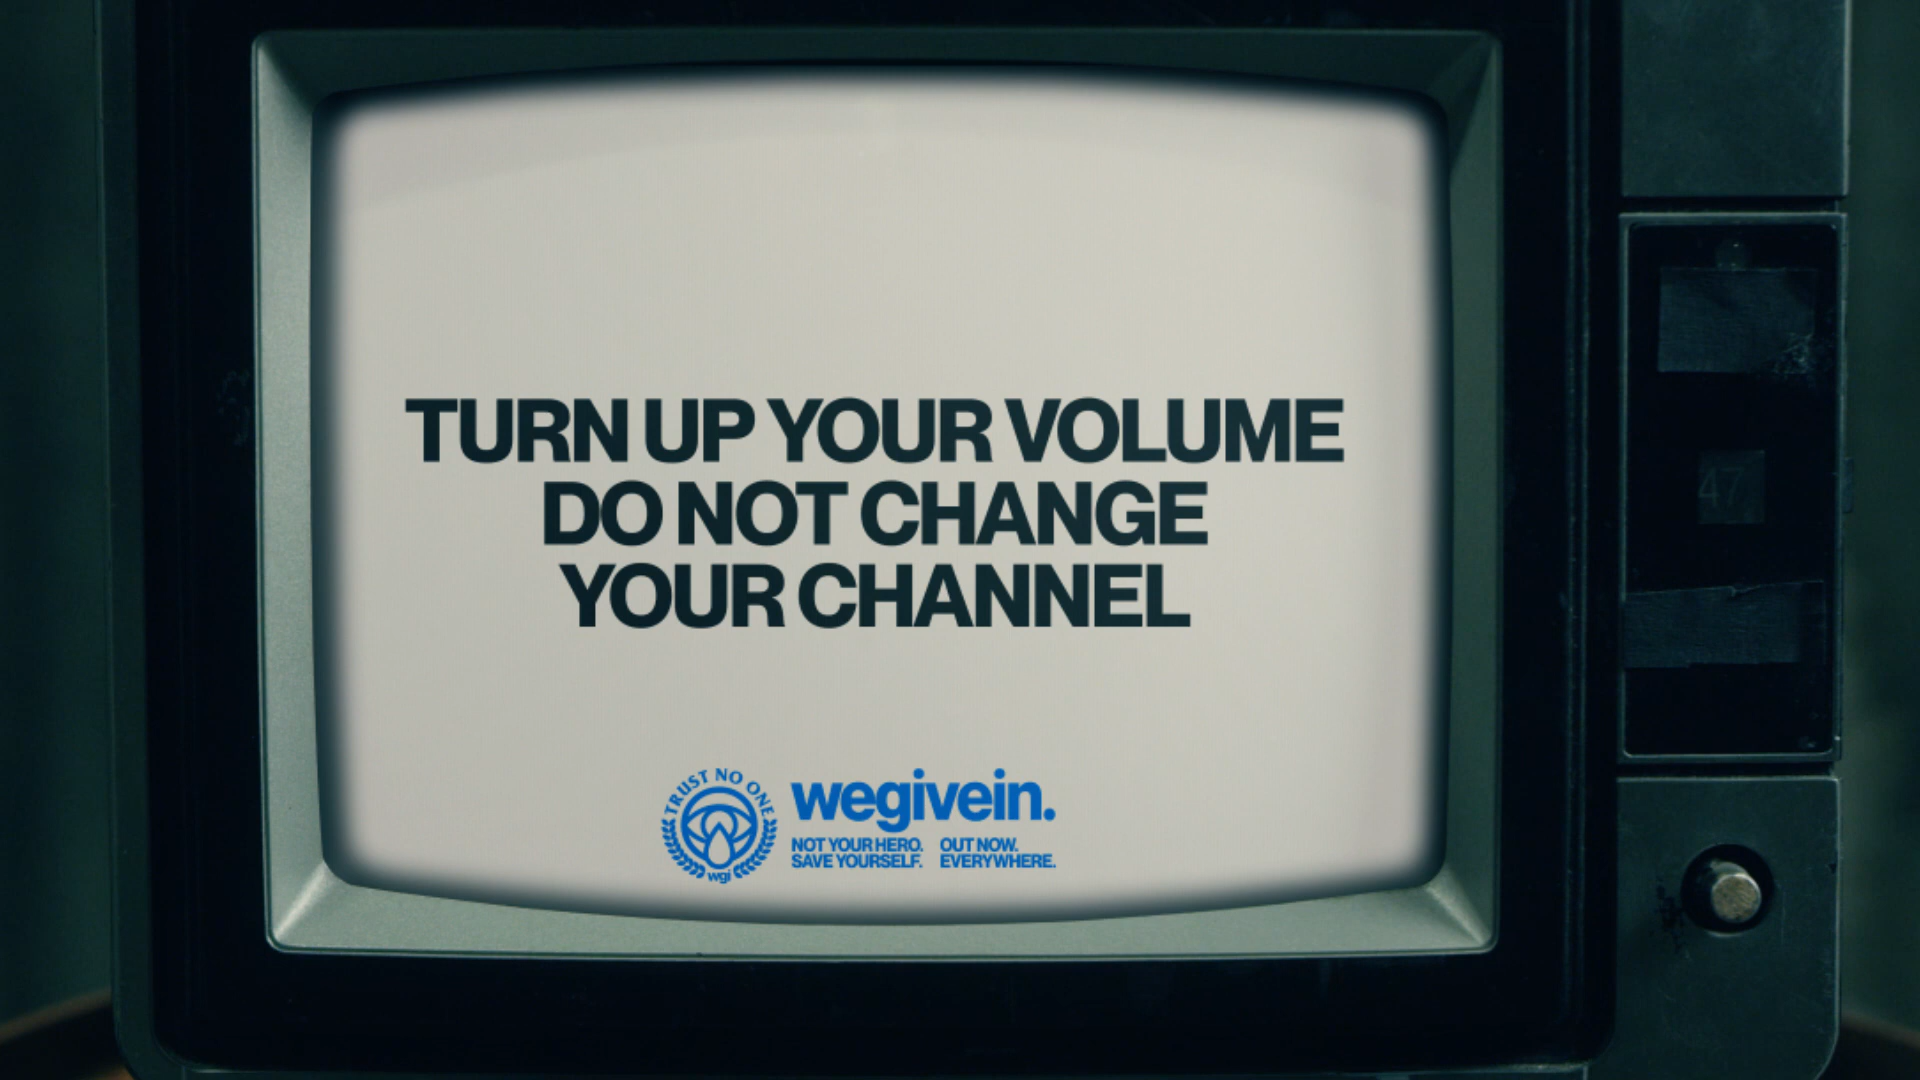 TURN UP YOUR VOLUME
DO NOT CHANGE
YOUR CHANNEL
TRUST NO ONE
wgi
wegivein.
NOT YOUR HERO.
SAVE YOURSELF.
OUT NOW.
EVERYWHERE.
47